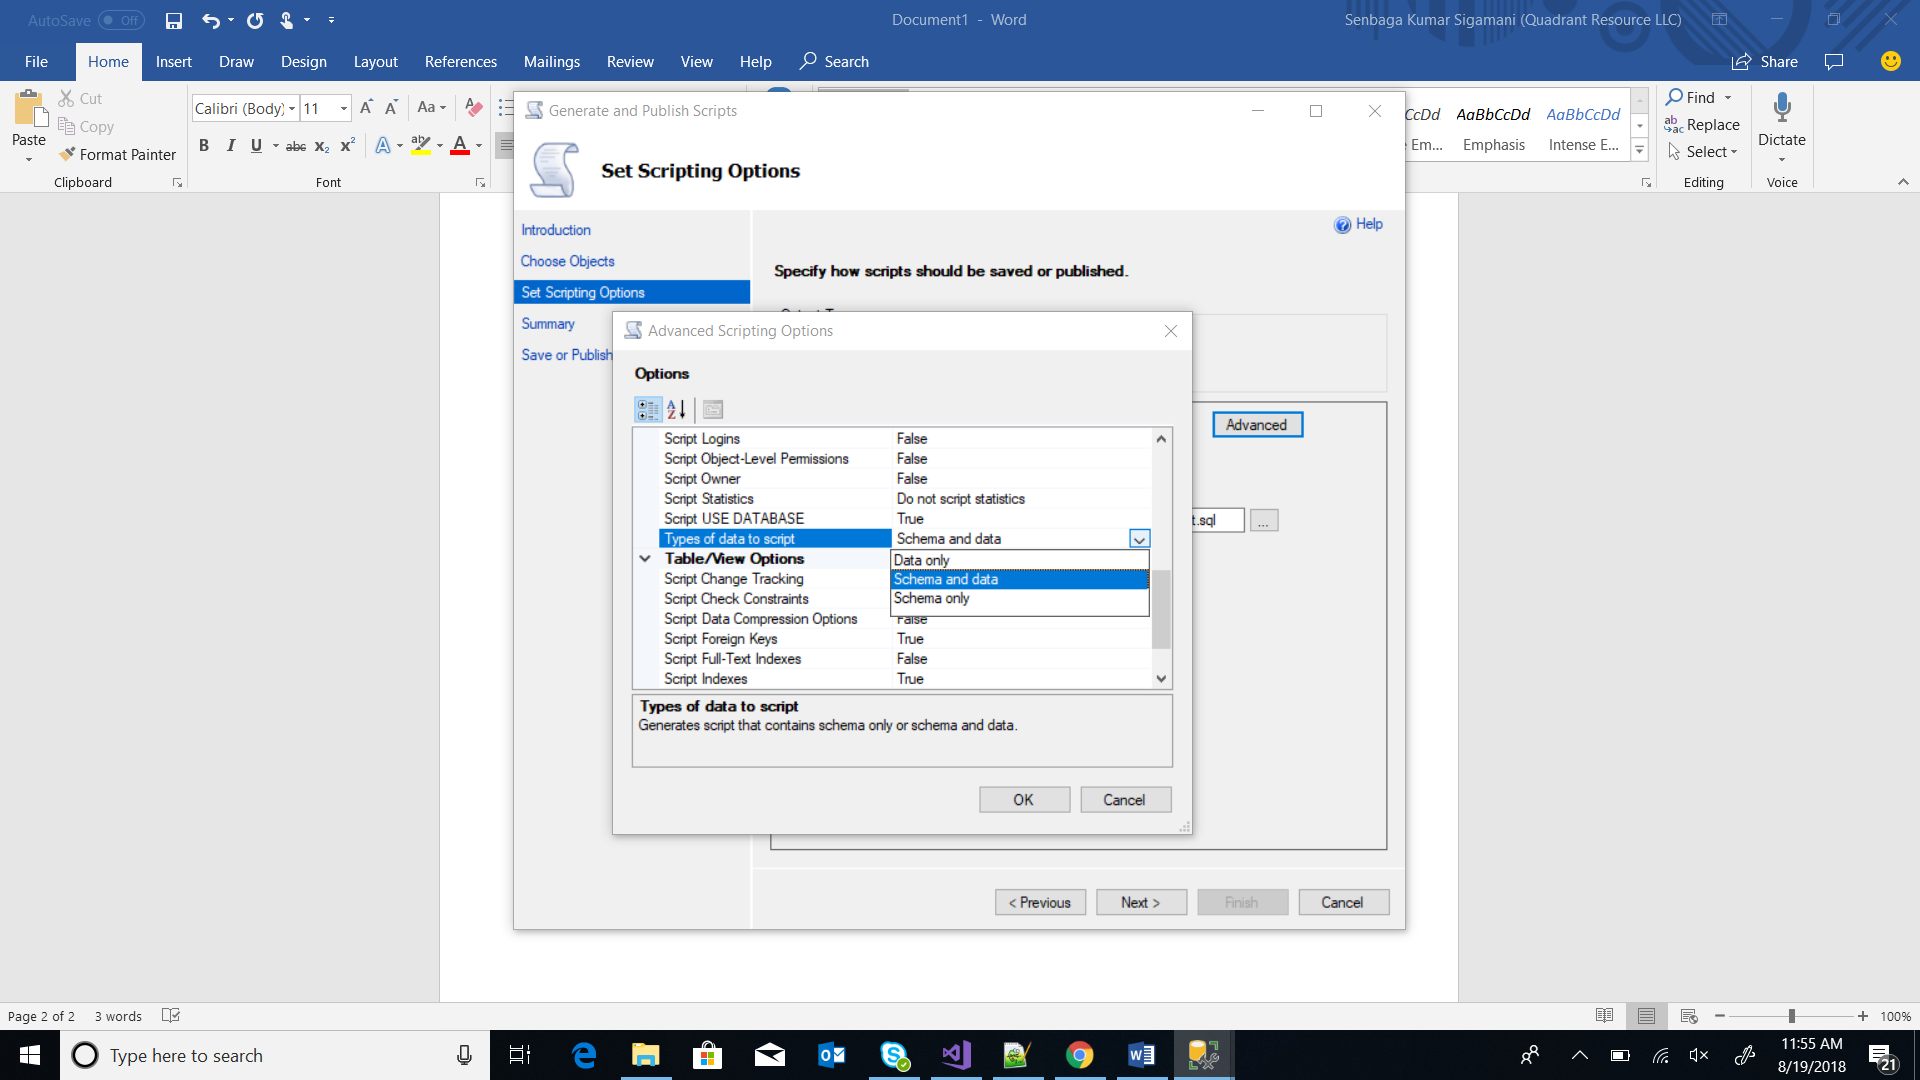 AutoSave Off
Document1 - Word
Senbaga Kumar Sigamani (Quadrant Resource LLC)
File Home Insert Draw Design Layout References Mailings Review View Help Search
Share
Paste
Cut
Copy
Format Painter
Clipboard
Calibri (Body) 11
Font
CcDd AaBbCcDd AaBbCcDd
Em... Emphasis Intense E...
Find
Replace
Select
Editing
Dictate
Voice
Generate and Publish Scripts
Set Scripting Options
Introduction
Choose Objects
Set Scripting Options
Summary
Save or Publish
Help
Specify how scripts should be saved or published.
Advanced
t.sql ...
Advanced Scripting Options
Options
Script Logins False
Script Object-Level Permissions False
Script Owner False
Script Statistics Do not script statistics
Script USE DATABASE True
Types of data to script Schema and data
Table/View Options
Data only
Schema and data
Schema only
Script Change Tracking
Script Check Constraints
Script Data Compression Options False
Script Foreign Keys True
Script Full-Text Indexes False
Script Indexes True
Types of data to script
Generates script that contains schema only or schema and data.
OK Cancel
< Previous Next > Finish Cancel
Page 2 of 2 3 words
100%
Type here to search
11:55 AM
8/19/2018
21